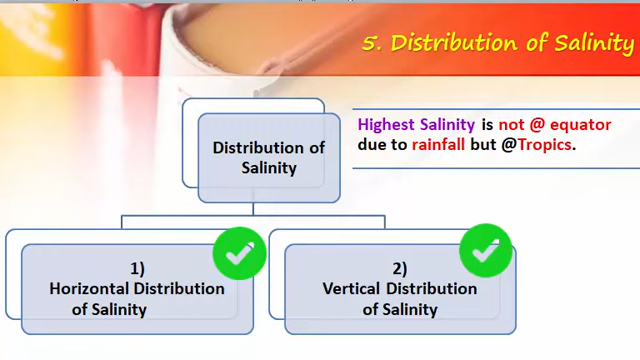 5. Distribution of Salinity
Distribution of
Salinity
Highest Salinity is not @ equator
due to rainfall but @Tropics.
1)
Horizontal Distribution
of Salinity
2)
Vertical Distribution
of Salinity